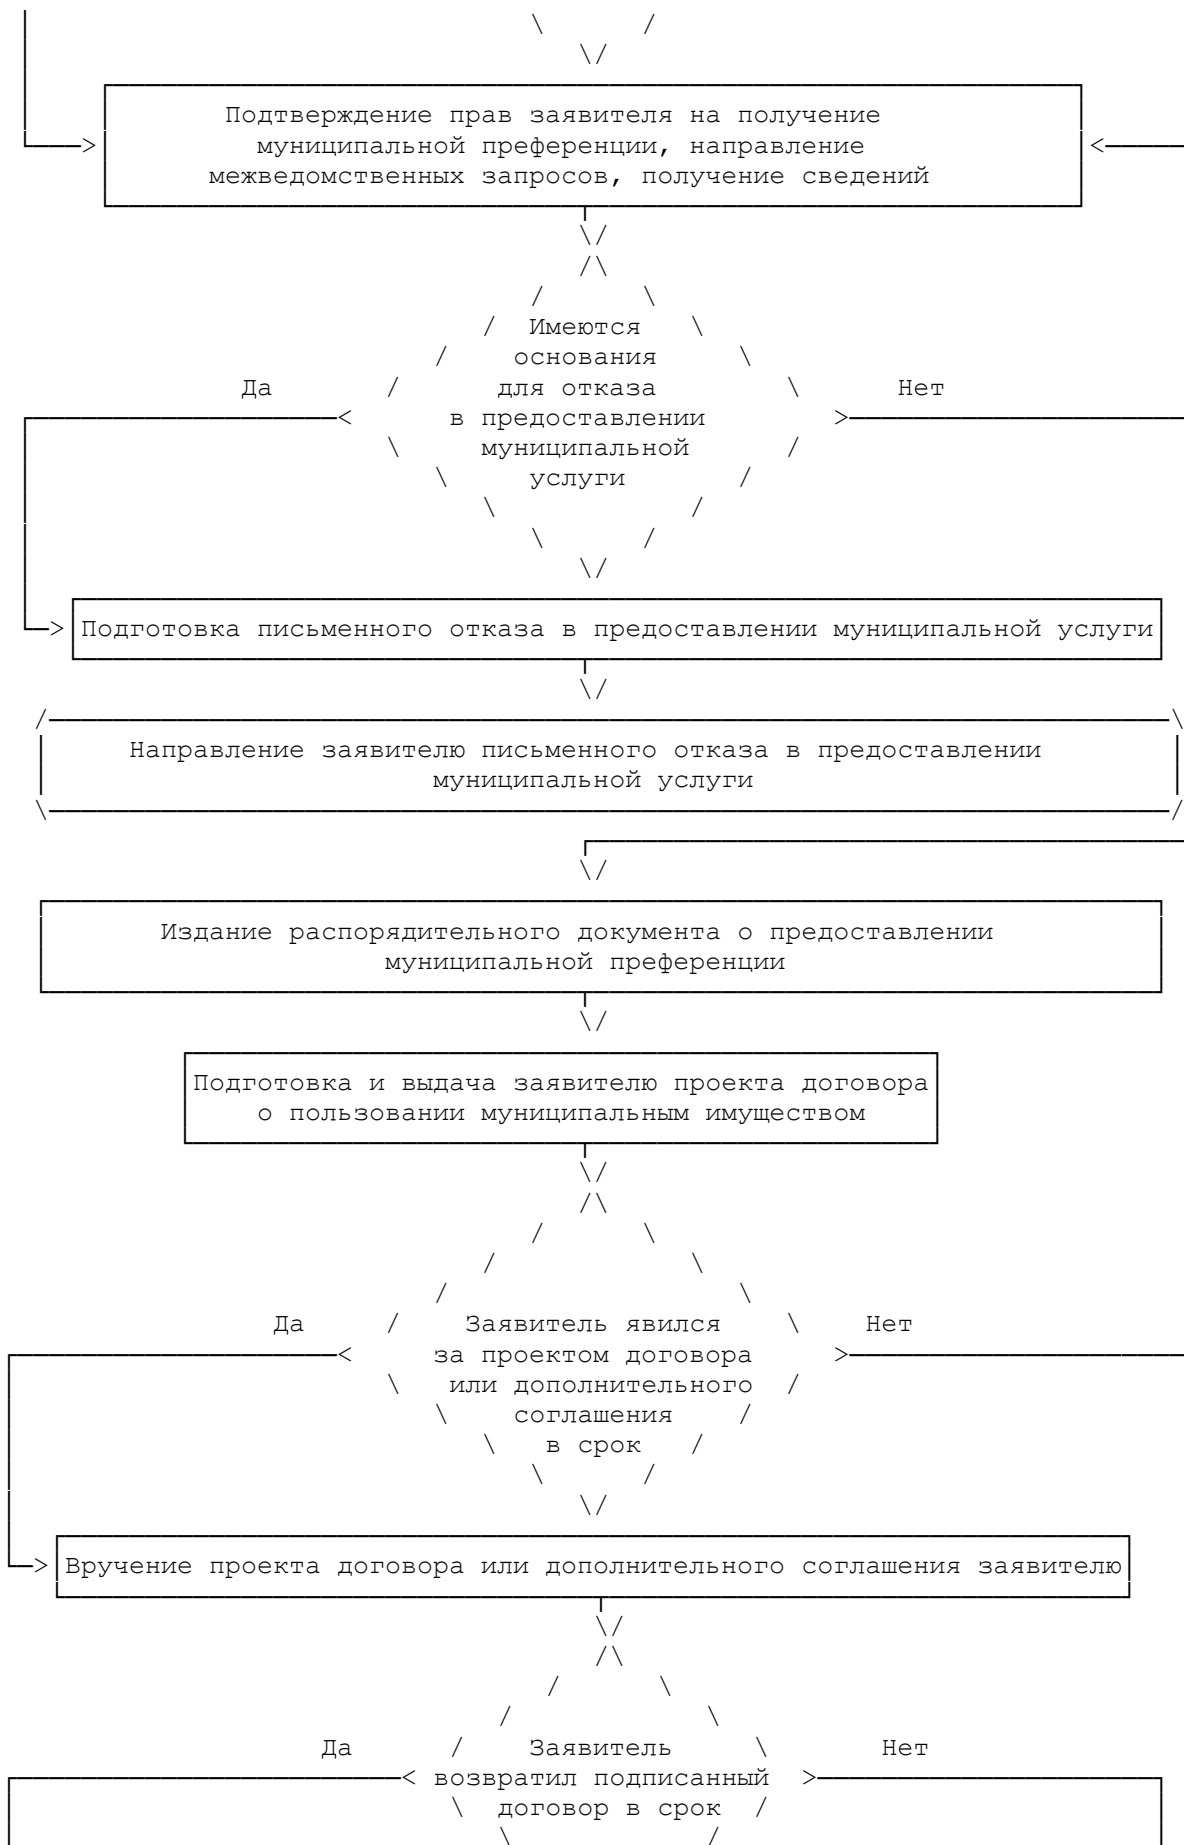 Подтверждение прав заявителя на получение
муниципальной преференции, направление
межведомственных запросов, получение сведений
Имеются
основания
Да для отказа Нет
в предоставлении
муниципальной
услуги
Подготовка письменного отказа в предоставлении муниципальной услуги
Направление заявителю письменного отказа в предоставлении
муниципальной услуги
Издание распорядительного документа о предоставлении
муниципальной преференции
Подготовка и выдача заявителю проекта договора
о пользовании муниципальным имуществом
Да Заявитель явился Нет
за проектом договора
или дополнительного
соглашения
в срок
Вручение проекта договора или дополнительного соглашения заявителю
Да Заявитель Нет
возвратил подписанный
договор в срок